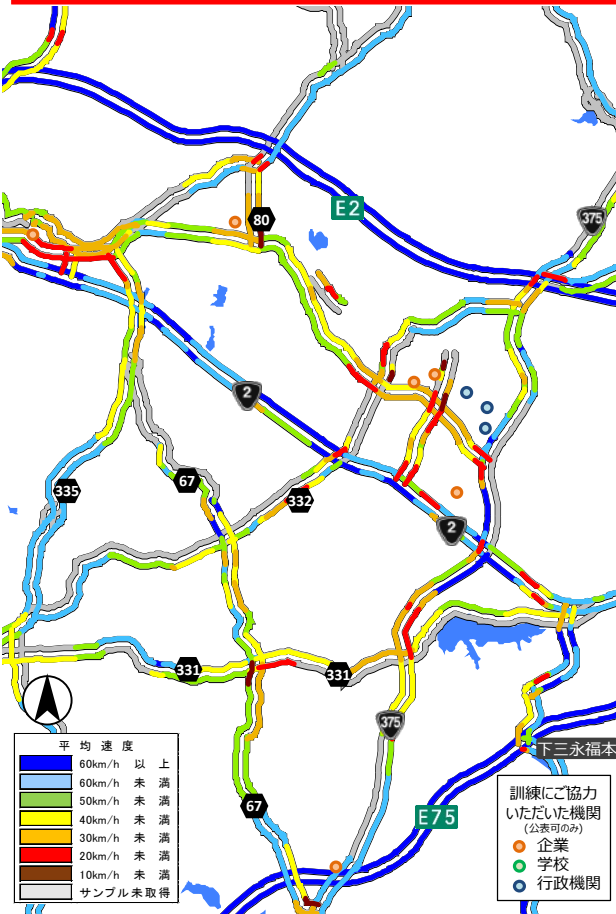 E2
80
375
2
67
335
332
2
331
331
375
下三永福本
67
E75
平均速度
60km/h 以上
60km/h 未満
50km/h 未満
40km/h 未満
30km/h 未満
20km/h 未満
10km/h 未満
サンプル未取得
訓練にご協力
いただいた機関
(公表可のみ)
企業
学校
行政機関